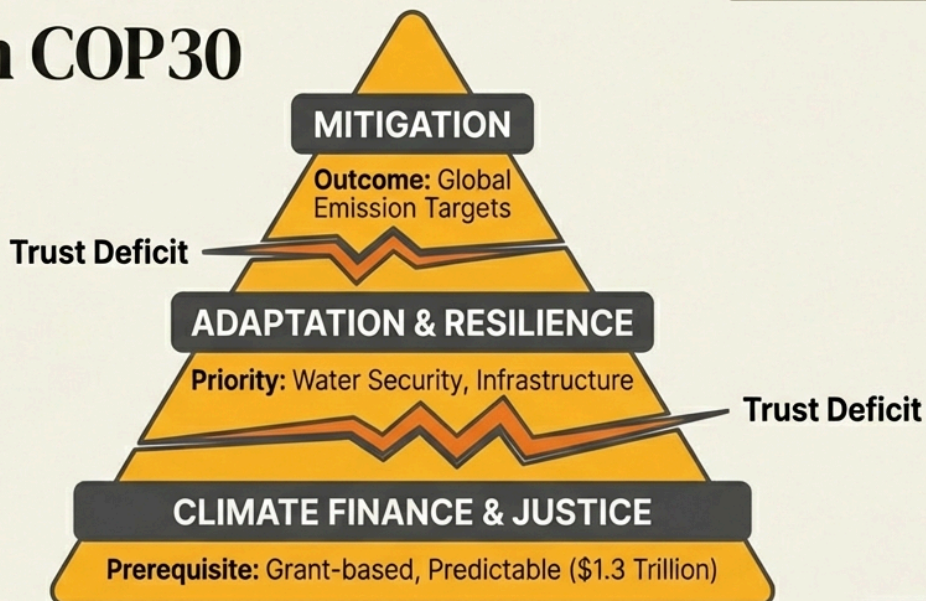 n COP30
MITIGATION
Outcome: Global
Emission Targets
Trust Deficit
ADAPTATION & RESILIENCE
Priority: Water Security, Infrastructure
Trust Deficit
CLIMATE FINANCE & JUSTICE
Prerequisite: Grant-based, Predictable ($1.3 Trillion)